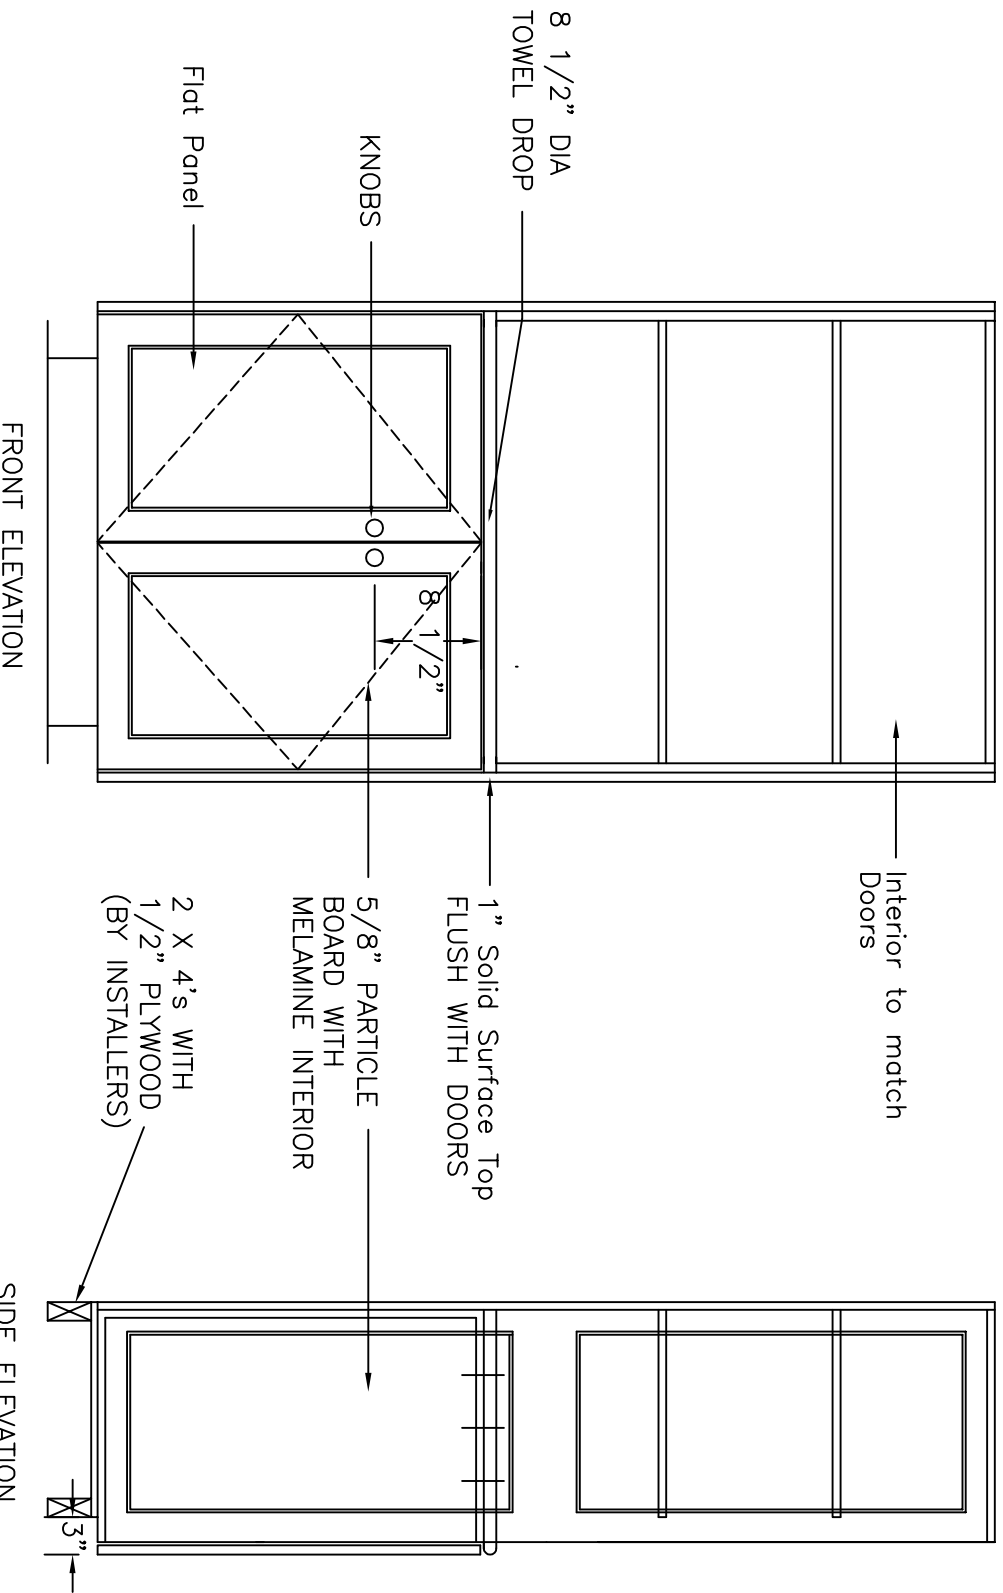 8 1/2" DIA
TOWEL DROP
KNOBS
Flat Panel
8 1/2"
Interior to match
Doors
1" Solid Surface Top
FLUSH WITH DOORS
5/8" PARTICLE
BOARD WITH
MELAMINE INTERIOR
2 X 4's WITH
1/2" PLYWOOD
(BY INSTALLERS)
3"
FRONT ELEVATION
SIDE ELEVATION